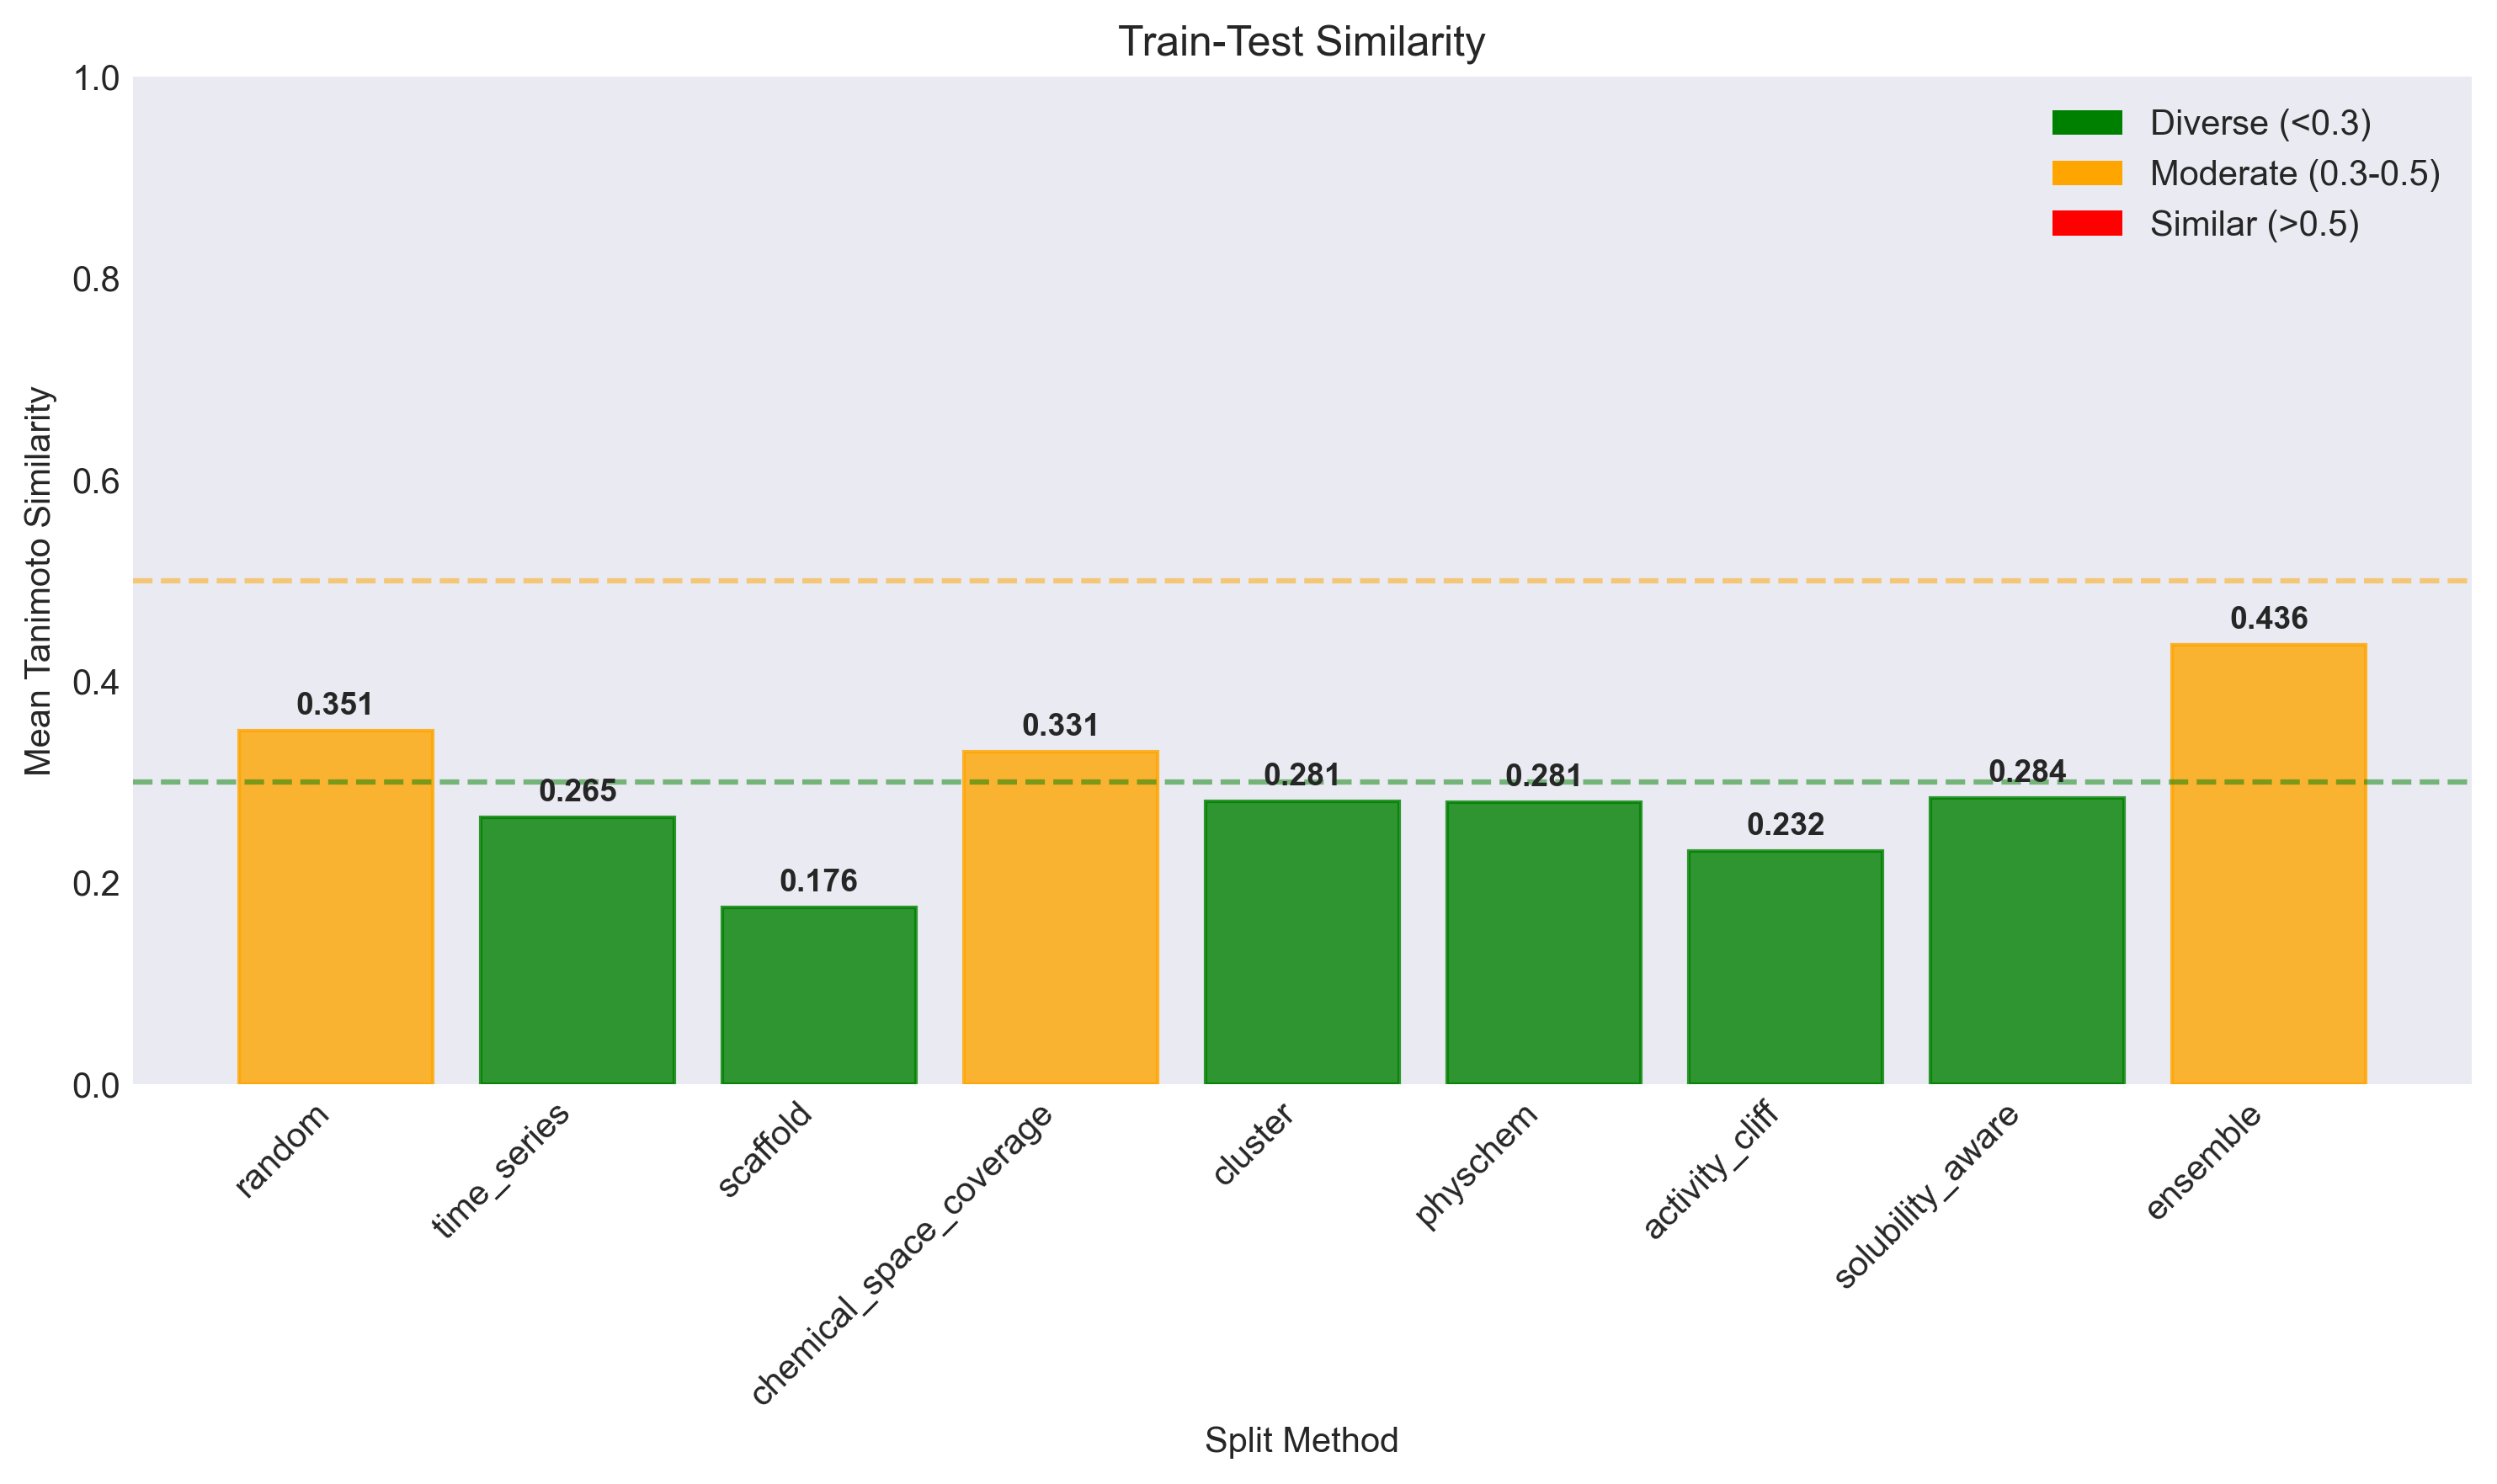 Train-Test Similarity
Mean Tanimoto Similarity
1.0
0.8
0.6
0.4
0.2
0.0
Diverse (<0.3)
Moderate (0.3-0.5)
Similar (>0.5)
0.351
0.265
0.176
0.331
0.281
0.281
0.232
0.284
0.436
random
time_series
scaffold
chemical_space_coverage
cluster
physchem
activity_cliff
solubility_aware
ensemble
Split Method